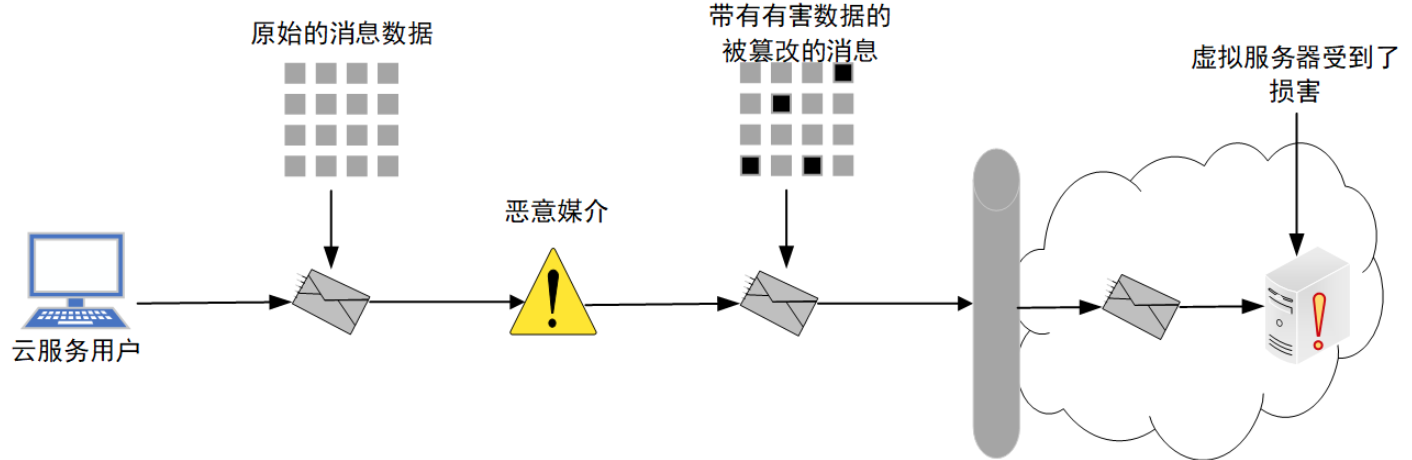 原始的消息数据
带有有害数据的
被篡改的消息
虚拟服务器受到了
损害
恶意媒介
云服务用户